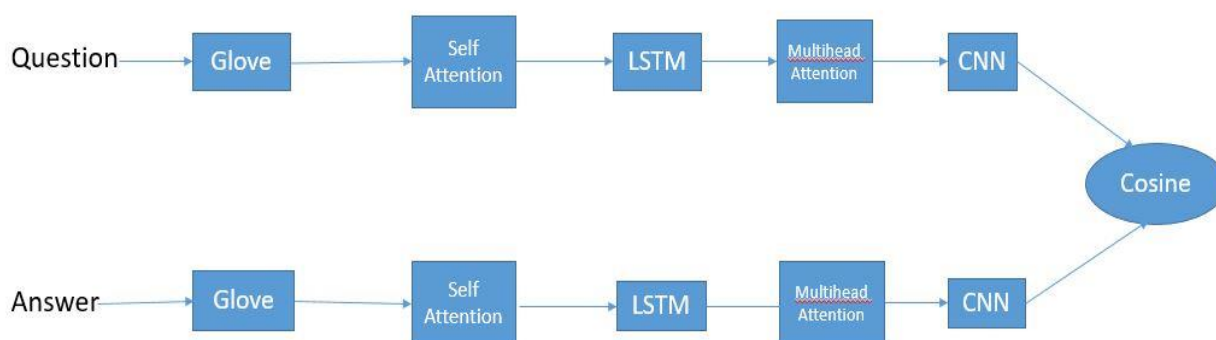 Question
Glove
Self
Attention
LSTM
Multihead
Attention
CNN
Cosine
Answer
Glove
Self
Attention
LSTM
Multihead
Attention
CNN